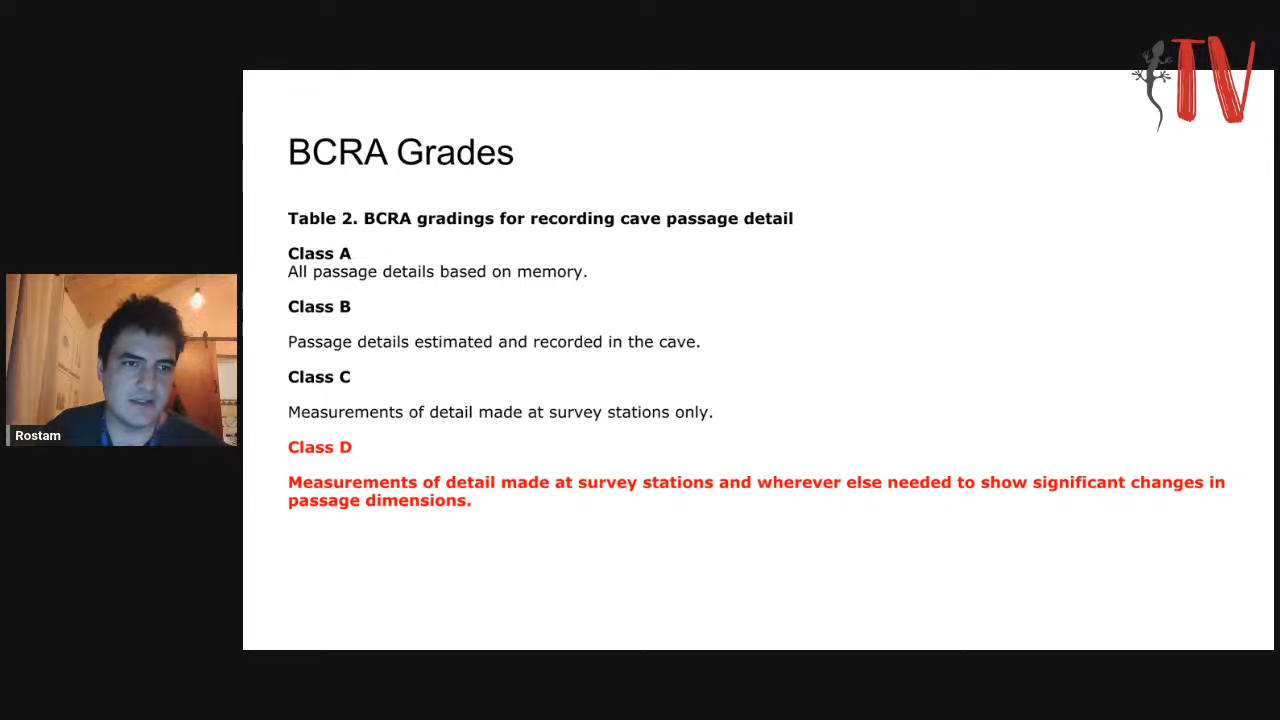 TV
BCRA Grades
Table 2. BCRA gradings for recording cave passage detail
Class A
All passage details based on memory.
Class B
Passage details estimated and recorded in the cave.
Class C
Measurements of detail made at survey stations only.
Class D
Measurements of detail made at survey stations and wherever else needed to show significant changes in
passage dimensions.
Rostam